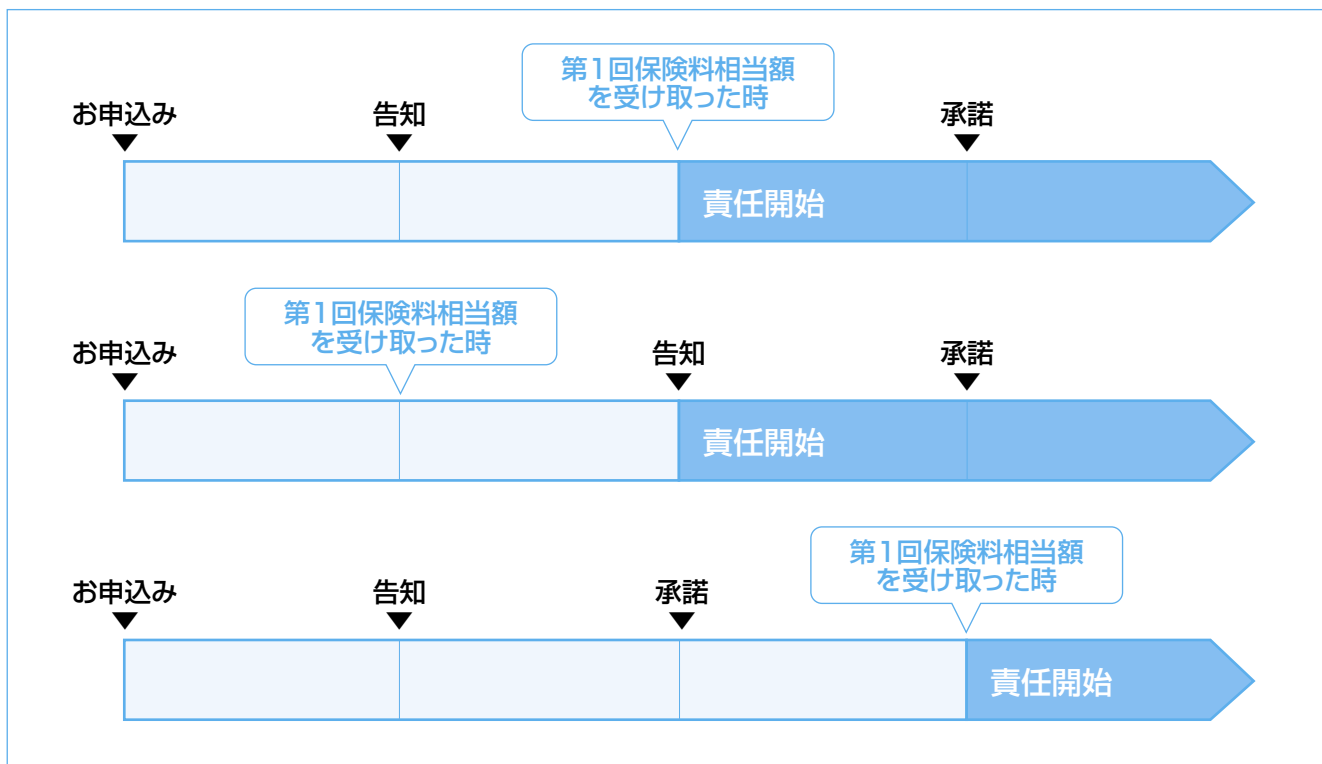 第1回保険料相当額
を受け取った時
お申込み
告知
承諾
責任開始
第1回保険料相当額
を受け取った時
お申込み
告知
承諾
責任開始
第1回保険料相当額
を受け取った時
お申込み
告知
承諾
責任開始